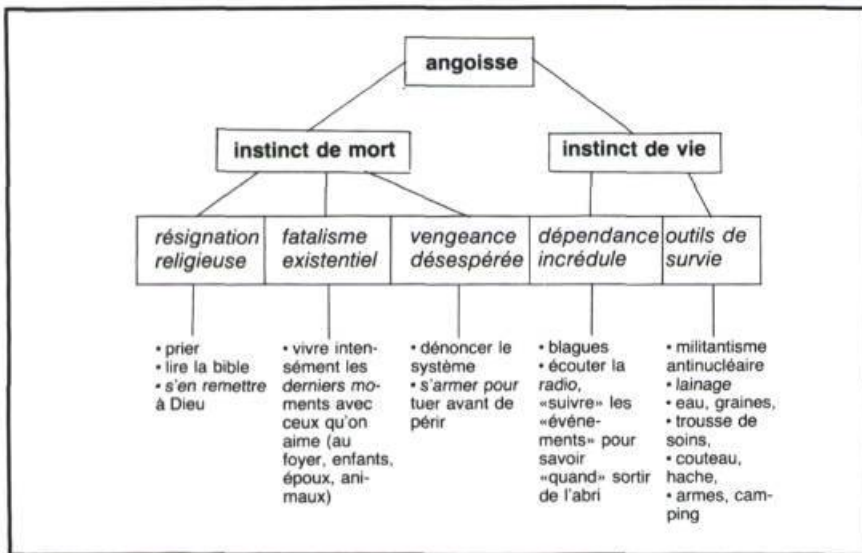 angoisse
instinct de mort
instinct de vie
résignation
religieuse
fatalisme
existentiel
vengeance
désespérée
dépendance
incrédule
outils de
survie
• prier
• lire la bible
• s'en remettre
à Dieu
• vivre inten-
sément les
derniers mo-
ments avec
ceux qu'on
aime (au
foyer, enfants,
époux, ani-
maux)
• dénoncer le
système
• s'armer pour
tuer avant de
périr
• blagues
• écouter la
radio,
«suivre» les
«événe-
ments» pour
savoir
«quand» sortir
de l'abri
• militantisme
antinucléaire
• lainage
• eau, graines,
• trousse de
soins,
• couteau,
hache,
• armes, cam-
ping